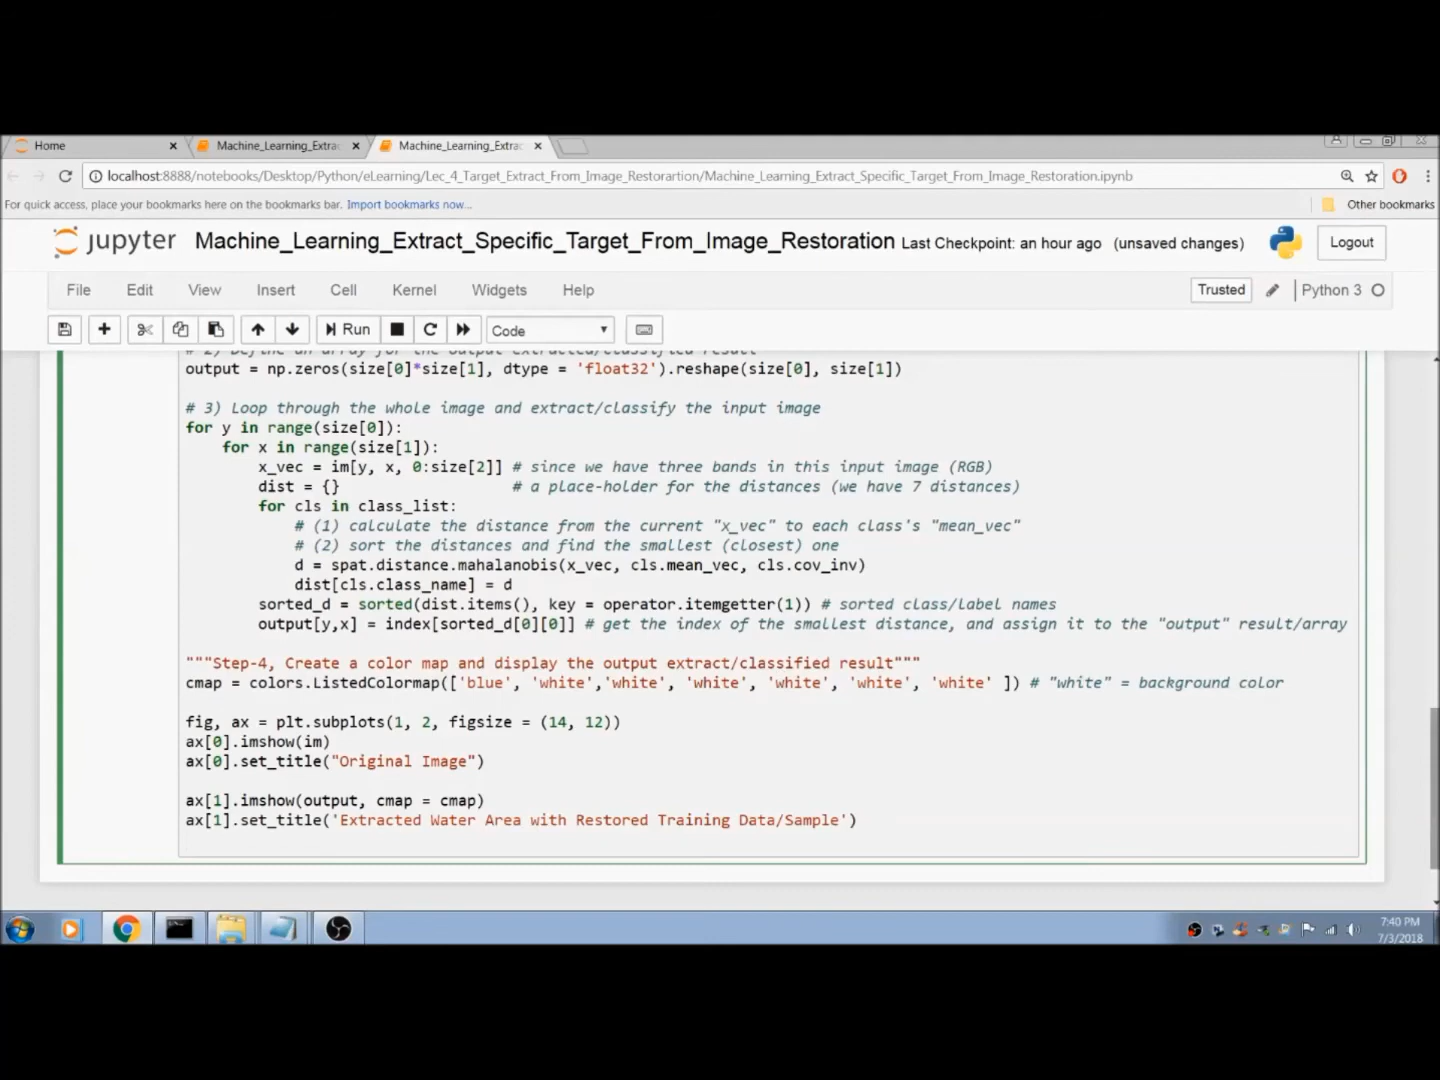 Home
Machine_Learning_Extrac
Machine_Learning_Extrac
localhost:8888/notebooks/Desktop/Python/eLearning/Lec_4_Target_Extract_From_Image_Restorartion/Machine_Learning_Extract_Specific_Target_From_Image_Restoration.ipynb
For quick access, place your bookmarks here on the bookmarks bar. Import bookmarks now...
Other bookmarks
jupyter Machine_Learning_Extract_Specific_Target_From_Image_Restoration Last Checkpoint: an hour ago (unsaved changes)
Logout
File Edit View Insert Cell Kernel Widgets Help
Trusted
Python 3
Run
Code
# 2) Define an array for the output extracted/classified result
output = np.zeros(size[0]*size[1], dtype = 'float32').reshape(size[0], size[1])
# 3) Loop through the whole image and extract/classify the input image
for y in range(size[0]):
for x in range(size[1]):
x_vec = im[y, x, 0:size[2]] # since we have three bands in this input image (RGB)
dist = {} # a place-holder for the distances (we have 7 distances)
for cls in class_list:
# (1) calculate the distance from the current "x_vec" to each class's "mean_vec"
# (2) sort the distances and find the smallest (closest) one
d = spat.distance.mahalanobis(x_vec, cls.mean_vec, cls.cov_inv)
dist[cls.class_name] = d
sorted_d = sorted(dist.items(), key = operator.itemgetter(1)) # sorted class/label names
output[y,x] = index[sorted_d[0][0]] # get the index of the smallest distance, and assign it to the "output" result/array
"""Step-4, Create a color map and display the output extract/classified result"""
cmap = colors.ListedColormap(['blue', 'white','white', 'white', 'white', 'white', 'white' ]) # "white" = background color
fig, ax = plt.subplots(1, 2, figsize = (14, 12))
ax[0].imshow(im)
ax[0].set_title("Original Image")
ax[1].imshow(output, cmap = cmap)
ax[1].set_title('Extracted Water Area with Restored Training Data/Sample')
7:40 PM
7/3/2018